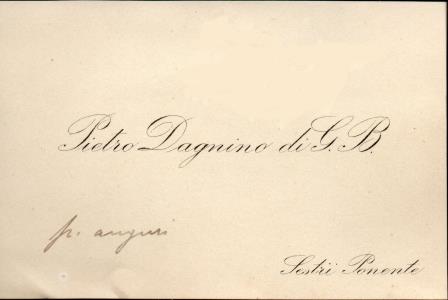 Pietro Dagnino di G. B.
p. auguri
Sestri Ponente